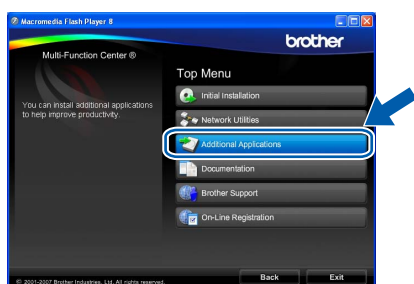 Macromedia Flash Player 8
brother
Multi-Function Center ®
Top Menu
You can install additional applications
to help improve productivity.
Initial Installation
Network Utilities
Additional Applications
Documentation
Brother Support
On-Line Registration
Back
Exit
© 2001-2007 Brother Industries, Ltd. All rights reserved.